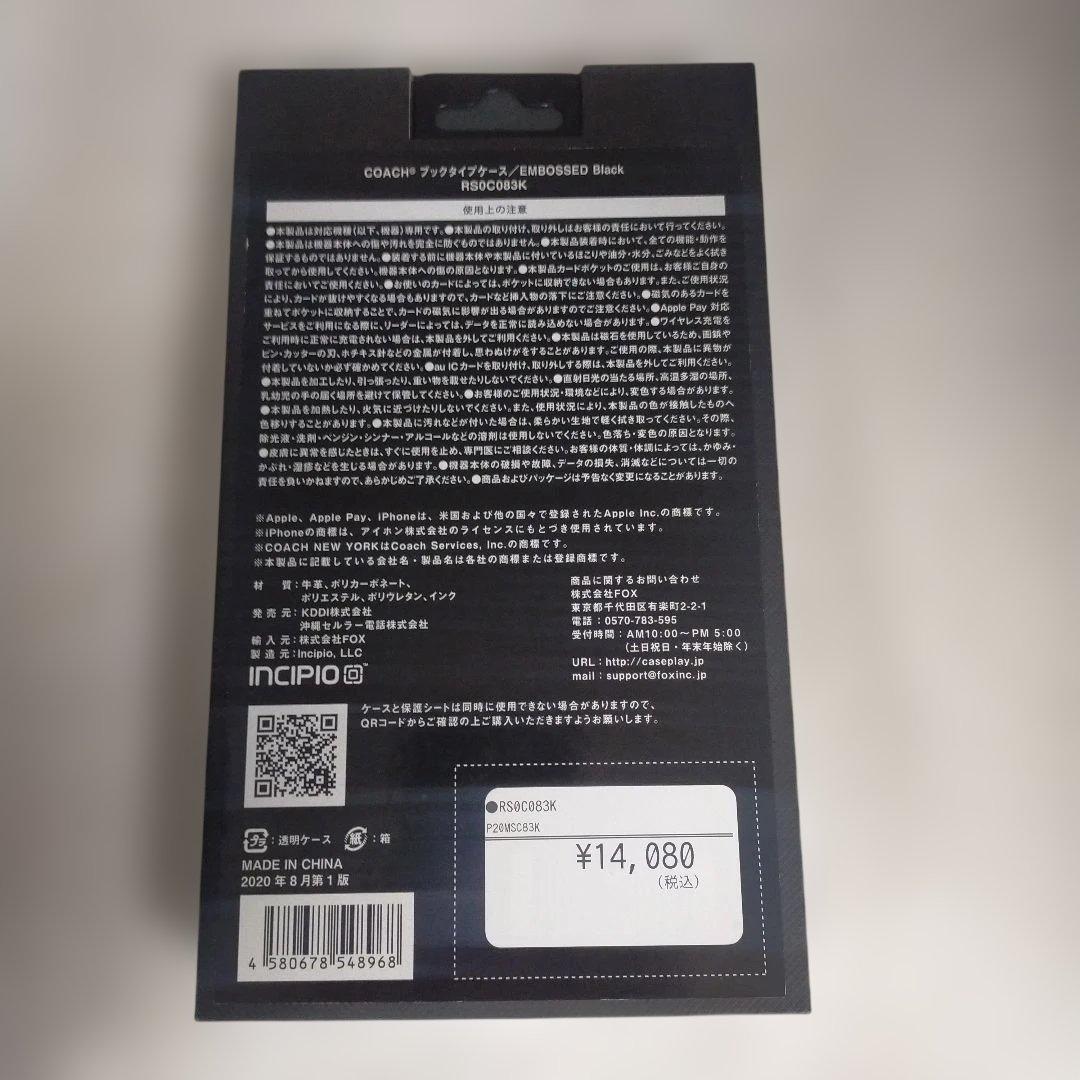 COACH® ブックタイプケース／EMBOSSED Black
RS0C083K
使用上の注意
●本製品は対応機種(以下、機器)専用です。●本製品の取り付け、取り外しはお客様の責任において行ってください。
●本製品は機器本体への傷や汚れを完全に防ぐものではありません。●本製品装着時において、全ての機能・動作を
保証するものではありません。●装着する前に機器本体や本製品に付いているほこりや油分・水分、ごみなどをよく拭き
取ってから使用してください。機器本体への傷の原因となります。●本製品カードポケットのご使用は、お客様ご自身の
責任においてご使用ください。●お使いのカードによっては、ポケットに収納できない場合もあります。また、ご使用状況
により、カードが抜けやすくなる場合もありますので、カードなど挿入物の落下にご注意ください。●磁気のあるカードを
重ねてポケットに収納することで、カードの磁気に影響が出る場合がありますのでご注意ください。●Apple Pay 対応
サービスをご利用になる際に、リーダーによっては、データを正常に読み込めない場合があります。●ワイヤレス充電を
ご利用時に正常に充電されない場合は、本製品を外してご利用ください。●本製品は磁石を使用しているため、画鋲や
ピン・カッターの刃、ホチキス針などの金属が付着し、思わぬけがをすることがあります。ご使用の際、本製品に異物が
付着していないか必ず確かめてください。●au ICカードを取り付け、取り外しする際は、本製品を外してご利用ください。
●本製品を加工したり、引っ張ったり、重い物を載せたりしないでください。●直射日光の当たる場所、高温多湿の場所、
乳幼児の手の届く場所を避けて保管してください。●お客様のご使用状況・環境などにより、変色する場合があります。
●本製品を加熱したり、火気に近づけたりしないでください。また、使用状況により、本製品の色が接触したものへ
色移りすることがあります。●本製品に汚れなどが付いた場合は、柔らかい生地で軽く拭き取ってください。その際、
除光液・洗剤・ベンジン・シンナー・アルコールなどの溶剤は使用しないでください。色落ち・変色の原因となります。
●皮膚に異常を感じたときは、すぐに使用を止め、専門医にご相談ください。お客様の体質・体調によっては、かゆみ・
かぶれ・湿疹などを生じる場合があります。●機器本体の破損や故障、データの損失、消滅などについては一切の
責任を負いかねますので、あらかじめご了承ください。●商品およびパッケージは予告なく変更になることがあります。
※Apple、Apple Pay、iPhoneは、米国および他の国々で登録されたApple Inc.の商標です。
※iPhoneの商標は、アイホン株式会社のライセンスにもとづき使用されています。
※COACH NEW YORKはCoach Services, Inc.の商標です。
※本製品に記載している会社名・製品名は各社の商標または登録商標です。
材　質：牛革、ポリカーボネート、
ポリエステル、ポリウレタン、インク
発売元：KDDI株式会社
沖縄セルラー電話株式会社
輸入元：株式会社FOX
製造元：Incipio, LLC
INCIPIO™
商品に関するお問い合わせ
株式会社FOX
東京都千代田区有楽町2-2-1
電話：0570-783-595
受付時間：AM10:00～PM 5:00
（土日祝日・年末年始除く）
URL：http://caseplay.jp
mail：support@foxinc.jp
ケースと保護シートは同時に使用できない場合がありますので、
QRコードからご確認の上ご購入いただきますようお願いします。
プラ：透明ケース 紙：箱
MADE IN CHINA
2020 年 8 月第 1 版
4 580678 548968
●RS0C083K
P20MSC83K
¥14,080
(税込)